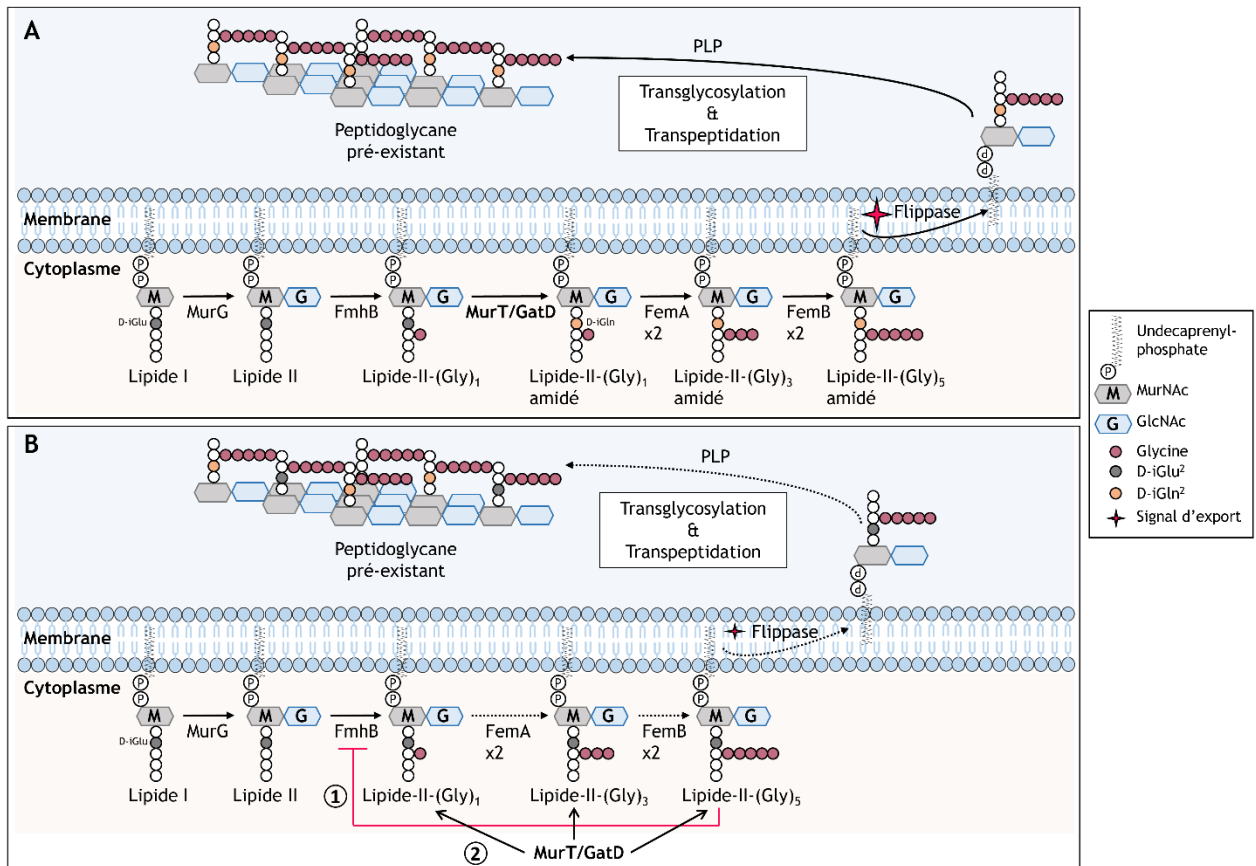 A
PLP
Transglycosylation
&
Transpeptidation
Peptidoglycane
pré-existant
P
P
Membrane
Flippase
Cytoplasme
P
P
P
P
P
P
P
P
P
P
P
P
M
M
G
M
G
M
G
M
G
M
G
D-iGlu
MurG
FmhB
MurT/GatD
D-iGln
FemA
x2
FemB
x2
Lipide I
Lipide II
Lipide-II-(Gly)1
Lipide-II-(Gly)1
amidé
Lipide-II-(Gly)3
amidé
Lipide-II-(Gly)5
amidé
Undecaprenyl-
phosphate
P
M
MurNAc
G
GlcNAc
Glycine
D-iGlu2
D-iGln2
Signal d'export
B
PLP
Transglycosylation
&
Transpeptidation
Peptidoglycane
pré-existant
P
P
Membrane
Flippase
Cytoplasme
P
P
P
P
P
P
P
P
P
P
M
M
G
M
G
M
G
M
G
D-iGlu
MurG
FmhB
FemA
x2
FemB
x2
Lipide I
Lipide II
1
Lipide-II-(Gly)1
Lipide-II-(Gly)3
Lipide-II-(Gly)5
2
MurT/GatD